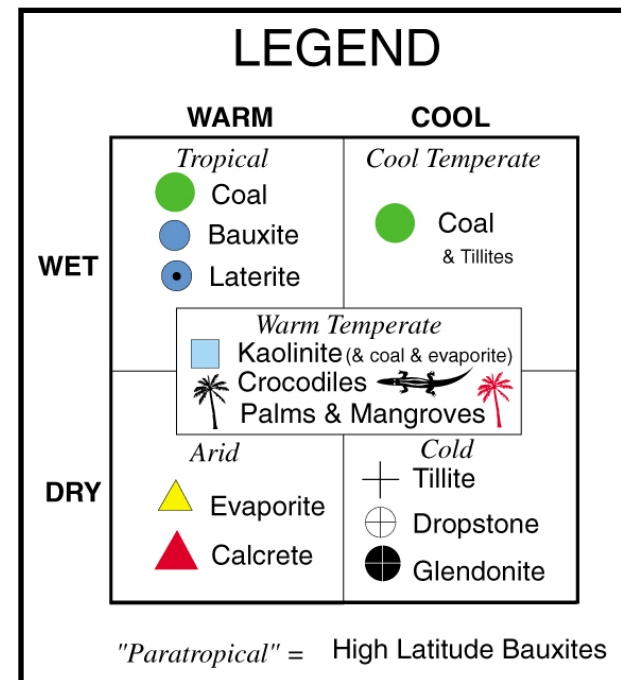 LEGEND
WARM COOL
Tropical
Coal
Bauxite
Laterite
Cool Temperate
Coal
& Tillites
WET
Warm Temperate
Kaolinite (& coal & evaporite)
Crocodiles
Palms & Mangroves
DRY
Arid
Evaporite
Calcrete
Cold
Tillite
Dropstone
Glendonite
"Paratropical" = High Latitude Bauxites